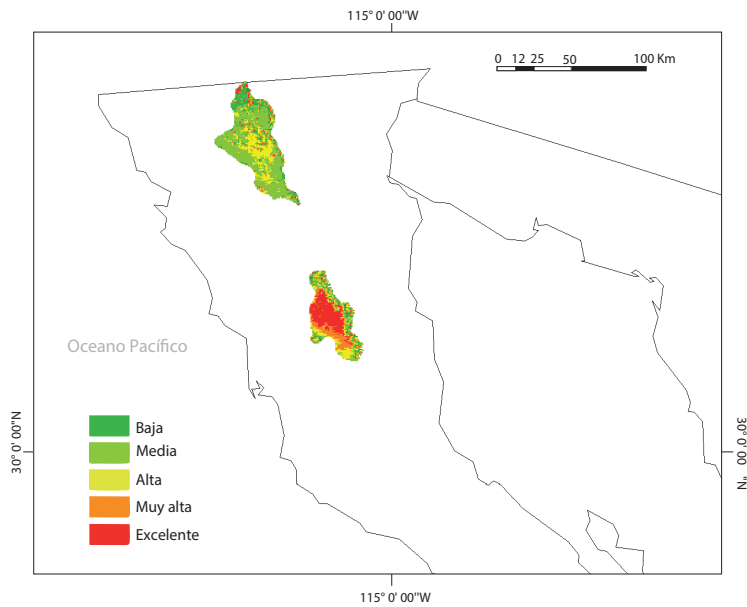 115° 0' 00"W
0 12 25 50 100 Km
Oceano Pacífico
30° 0' 00"N
30° 0' 00 "N
Baja
Media
Alta
Muy alta
Excelente
115° 0' 00"W